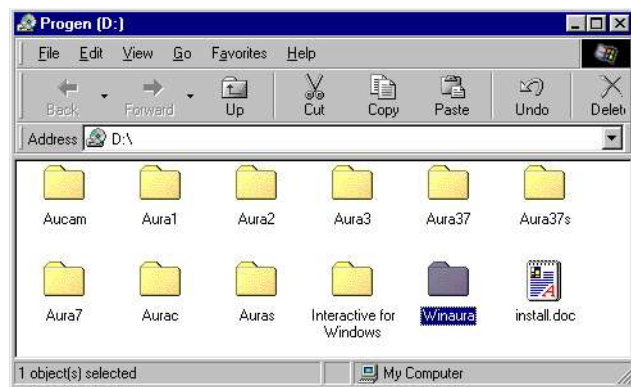 Progen (D:)
File Edit View Go Favorites Help
Back Forward Up Cut Copy Paste Undo Delete
Address D:\
Aucam Aura1 Aura2 Aura3 Aura37 Aura37s
Aura7 Aurac Auras Interactive for Windows Winaura install.doc
1 object(s) selected My Computer